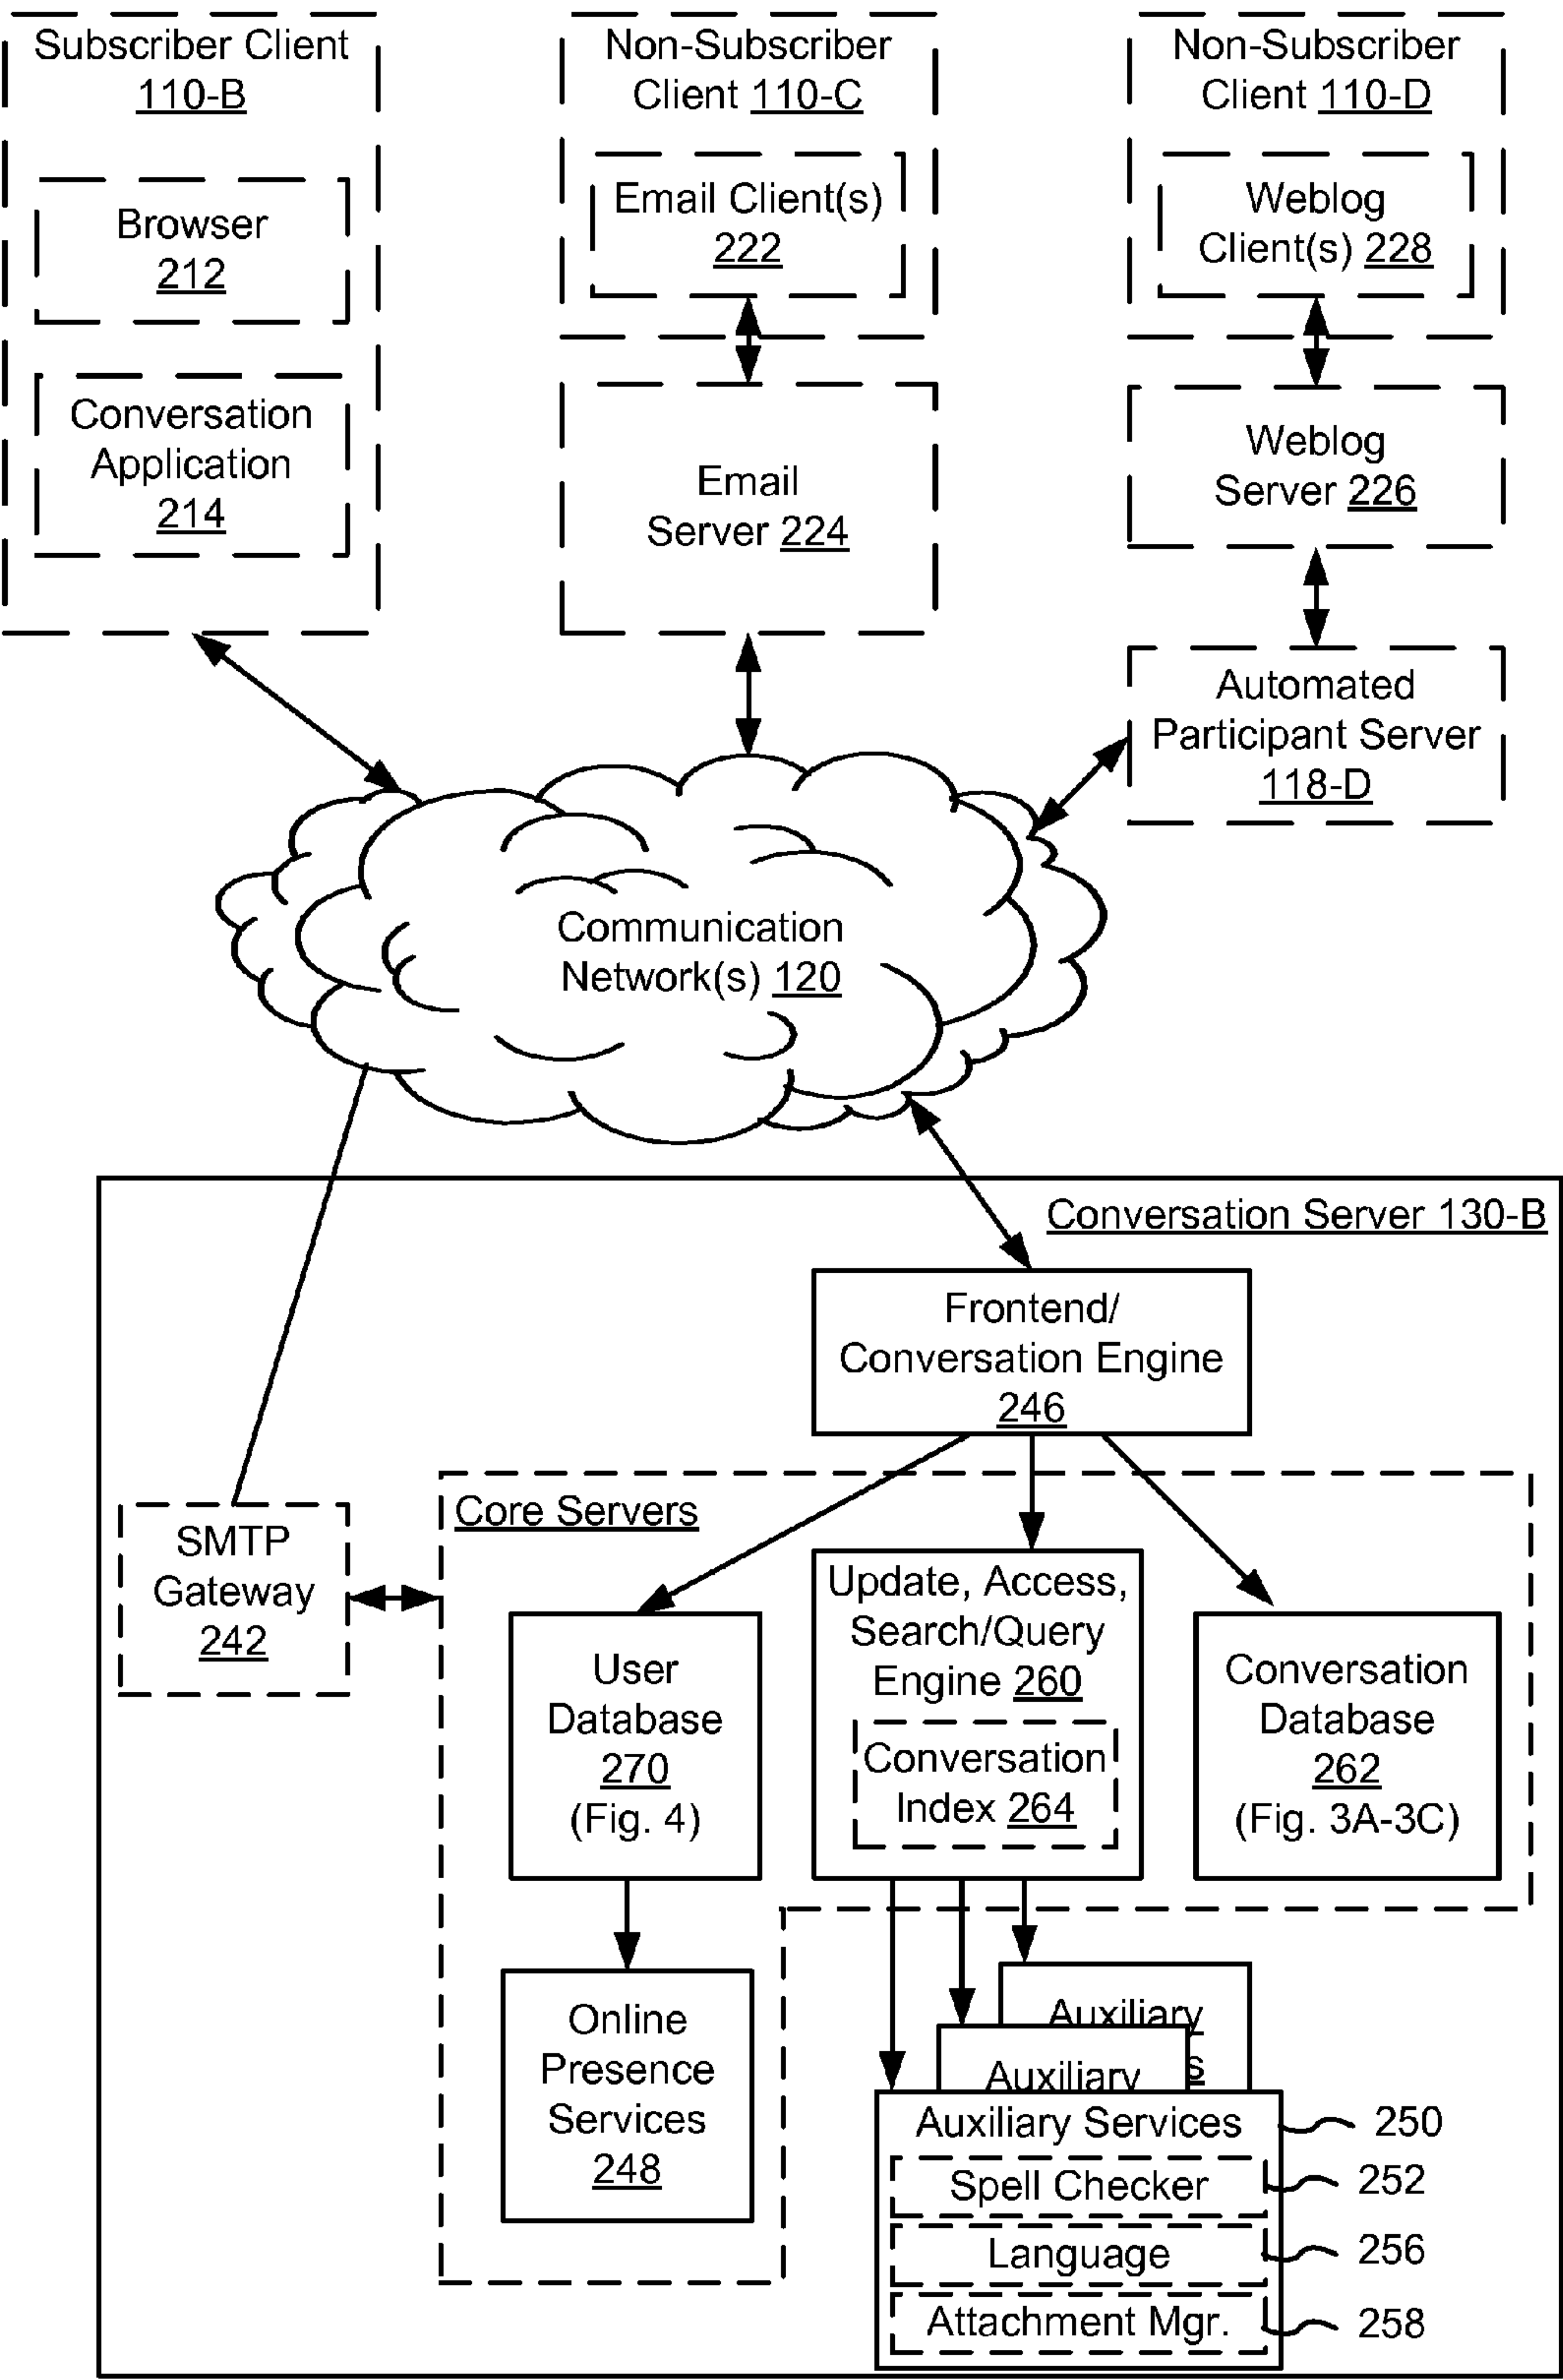 Subscriber Client
110-B
Browser
212
Conversation
Application
214
Non-Subscriber
Client 110-C
Email Client(s)
222
Email
Server 224
Non-Subscriber
Client 110-D
Weblog
Client(s) 228
Weblog
Server 226
Automated
Participant Server
118-D
Communication
Network(s) 120
Conversation Server 130-B
Frontend/
Conversation Engine
246
SMTP
Gateway
242
Core Servers
User
Database
270
(Fig. 4)
Update, Access,
Search/Query
Engine 260
Conversation
Index 264
Conversation
Database
262
(Fig. 3A-3C)
Online
Presence
Services
248
Auxiliary
s
Auxiliary
Auxiliary Services
250
Spell Checker
252
Language
256
Attachment Mgr.
258